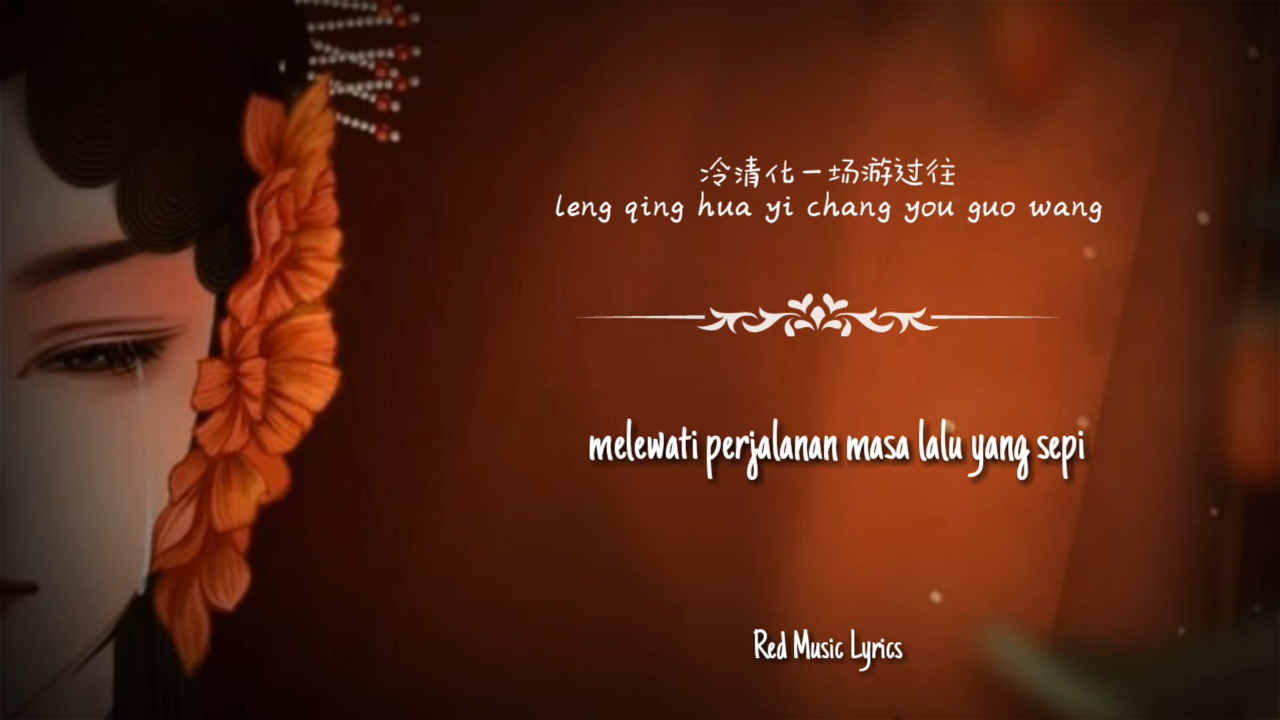 冷清化一场游过往
leng qing hua yi chang you guo wang
melewati perjalanan masa lalu yang sepi
Red Music Lyrics